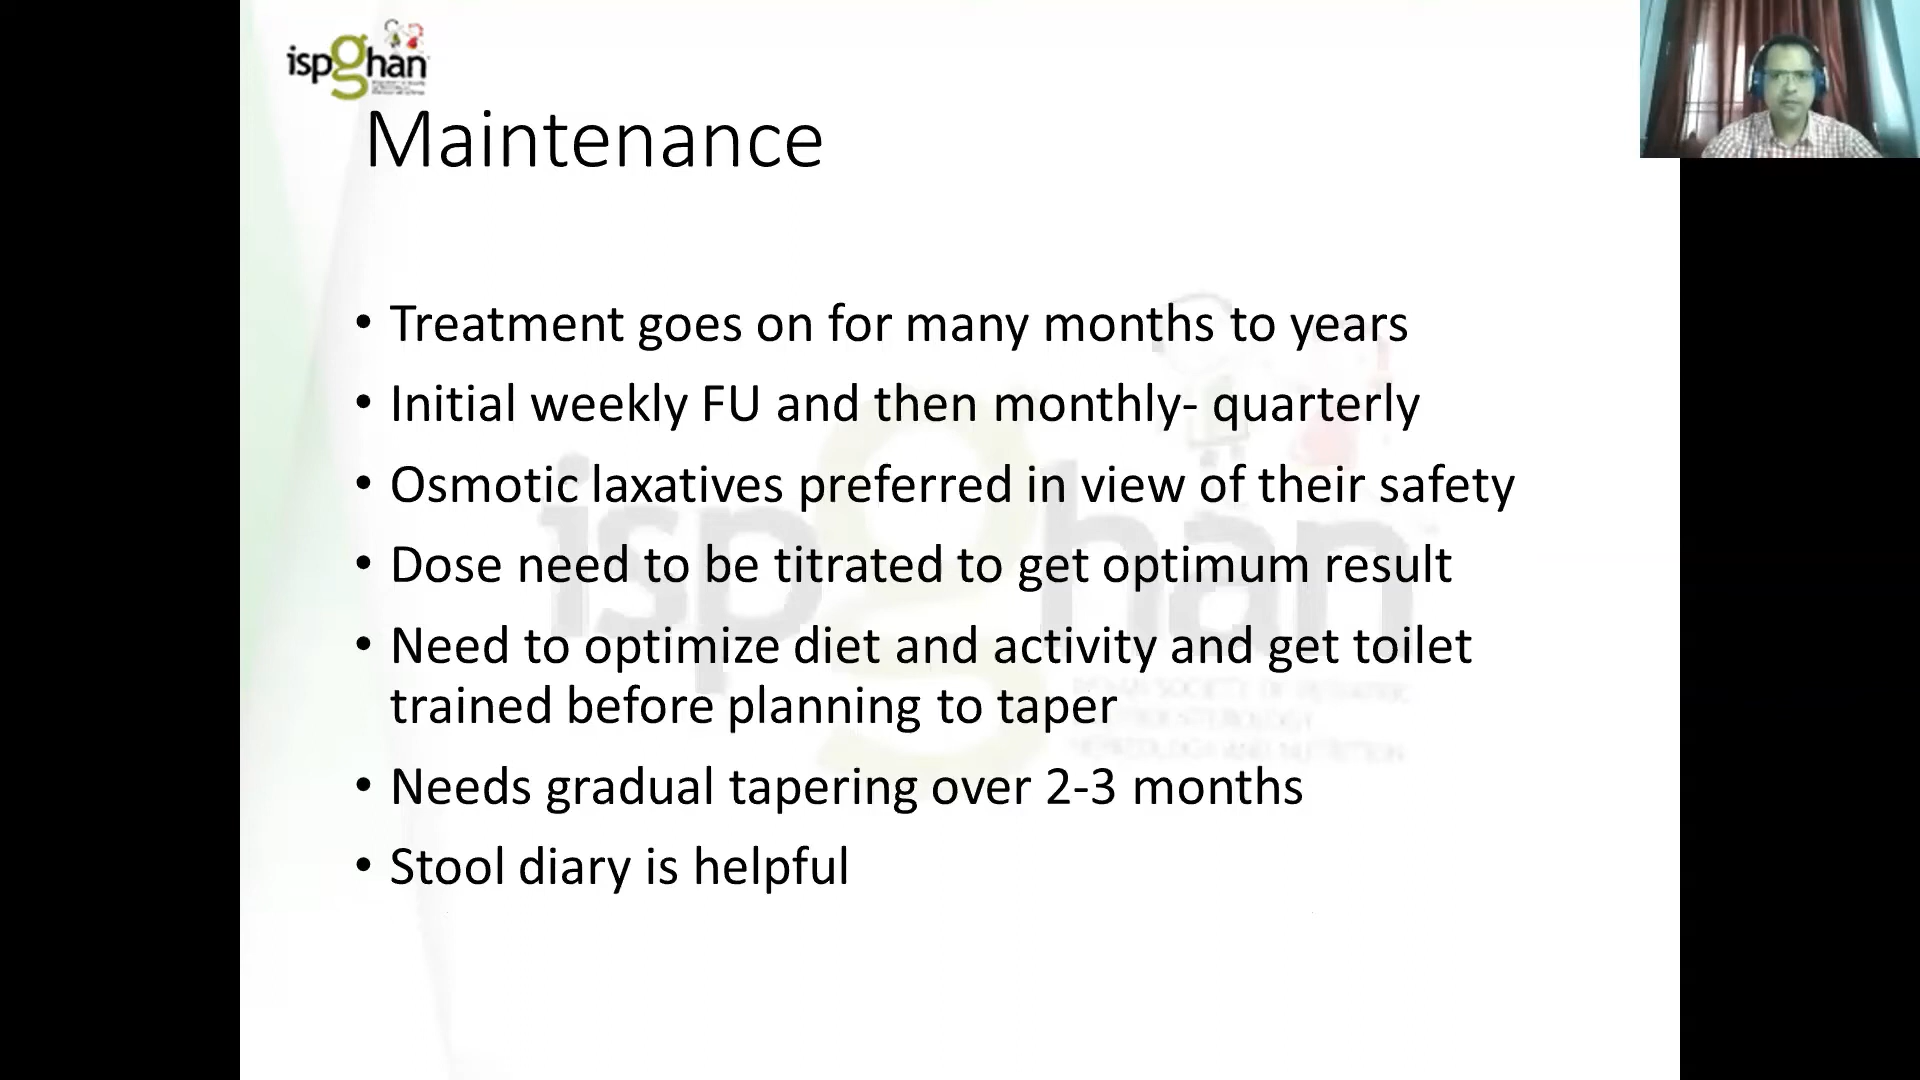 ispghan
Maintenance
• Treatment goes on for many months to years
• Initial weekly FU and then monthly- quarterly
• Osmotic laxatives preferred in view of their safety
• Dose need to be titrated to get optimum result
• Need to optimize diet and activity and get toilet
trained before planning to taper
• Needs gradual tapering over 2-3 months
• Stool diary is helpful
ispghan